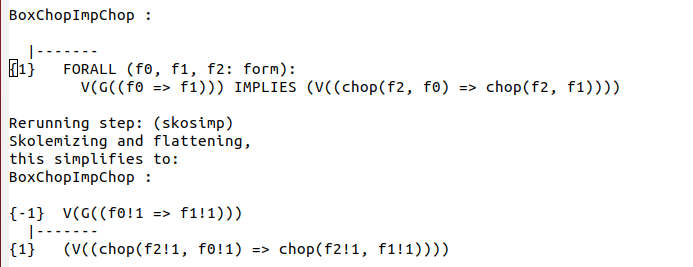 BoxChopImpChop :
|-------
{1} FORALL (f0, f1, f2: form):
V(G((f0 => f1))) IMPLIES (V((chop(f2, f0) => chop(f2, f1))))
Rerunning step: (skosimp)
Skolemizing and flattening,
this simplifies to:
BoxChopImpChop :
{-1} V(G((f0!1 => f1!1)))
|-------
{1} (V((chop(f2!1, f0!1) => chop(f2!1, f1!1))))